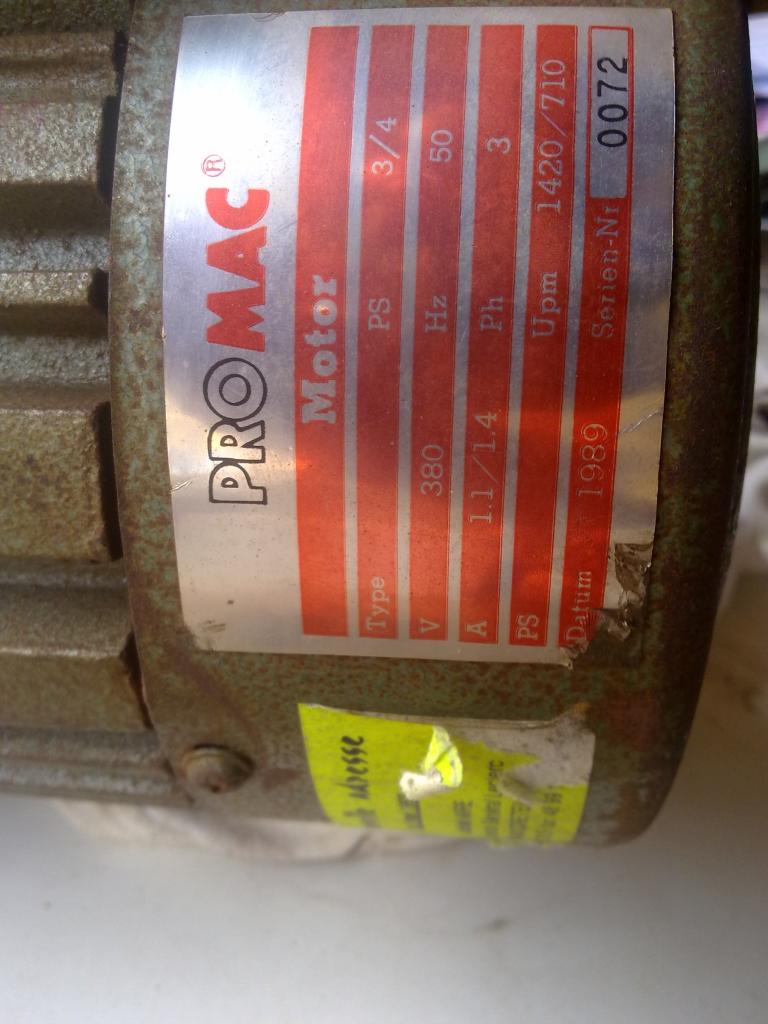 PROMAC®
Motor
Type PS 3/4
V 380 Hz 50
A 1.1/1.4 Ph 3
PS Upm 1420/710
Datum 1989 Serien-Nr 0072
adresse